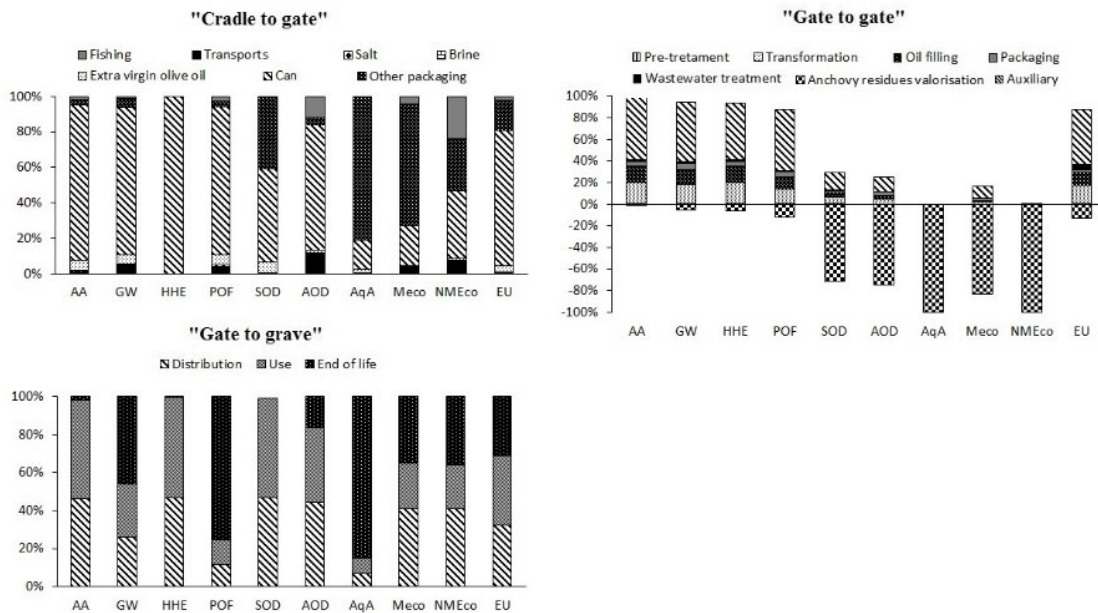 "Cradle to gate"
Fishing Transports Salt Brine
Extra virgin olive oil Can Other packaging
100%
80%
60%
40%
20%
0%
AA GW HHE POF SOD AOD AqA Meco NMEco EU
"Gate to gate"
Pre-tretament Transformation Oil filling Packaging
Wastewater treatment Anchovy residues valorisation Auxiliary
100%
80%
60%
40%
20%
0%
-20%
-40%
-60%
-80%
-100%
AA GW HHE POF SOD AOD AqA Meco NMEco EU
"Gate to grave"
Distribution Use End of life
100%
80%
60%
40%
20%
0%
AA GW HHE POF SOD AOD AqA Meco NMEco EU